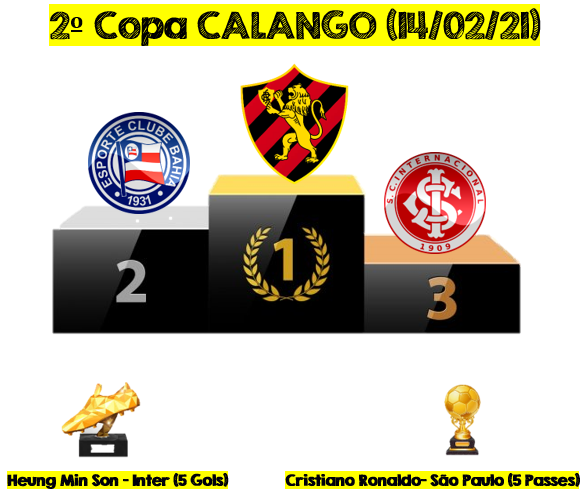 2º Copa CALANGO (14/02/21)
ESPORTE CLUBE BAHIA
1931
S.C. INTERNACIONAL
1909
2
1
3
Heung Min Son - Inter (5 Gols)
Cristiano Ronaldo- São Paulo (5 Passes)